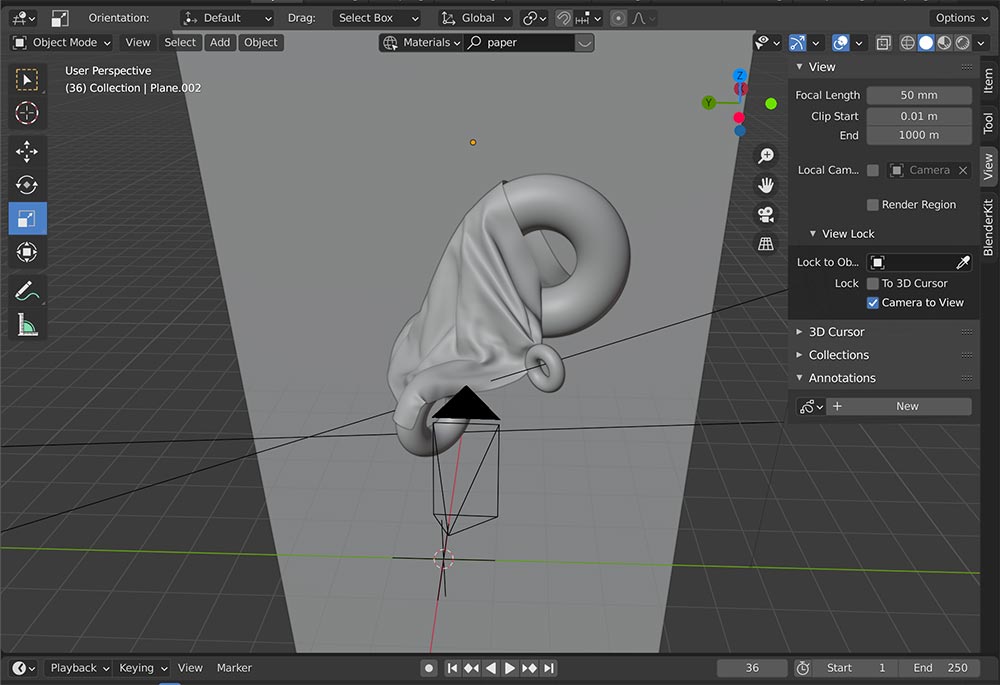 Orientation: Default Drag: Select Box Global Options
Object Mode View Select Add Object Materials paper
User Perspective
(36) Collection | Plane.002
Z
Y
View
Focal Length 50 mm
Clip Start 0.01 m
End 1000 m
Local Cam... Camera
Render Region
View Lock
Lock to Ob...
Lock To 3D Cursor
Camera to View
3D Cursor
Collections
Annotations
New
Item
Tool
View
BlenderKit
Playback Keying View Marker 36 Start 1 End 250